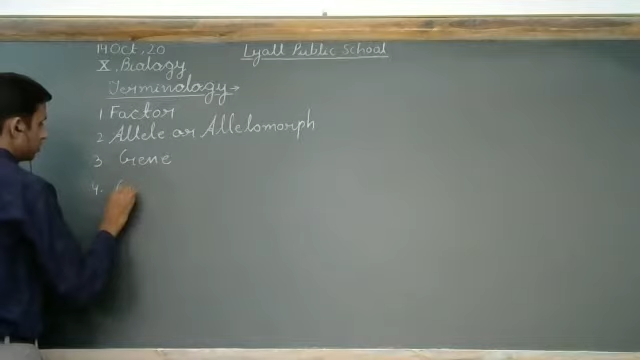 14 Oct, 20
Lyall Public School
X, Biology
Terminology →
1 Factor
2 Allele or Allelomorph
3 Gene
4.